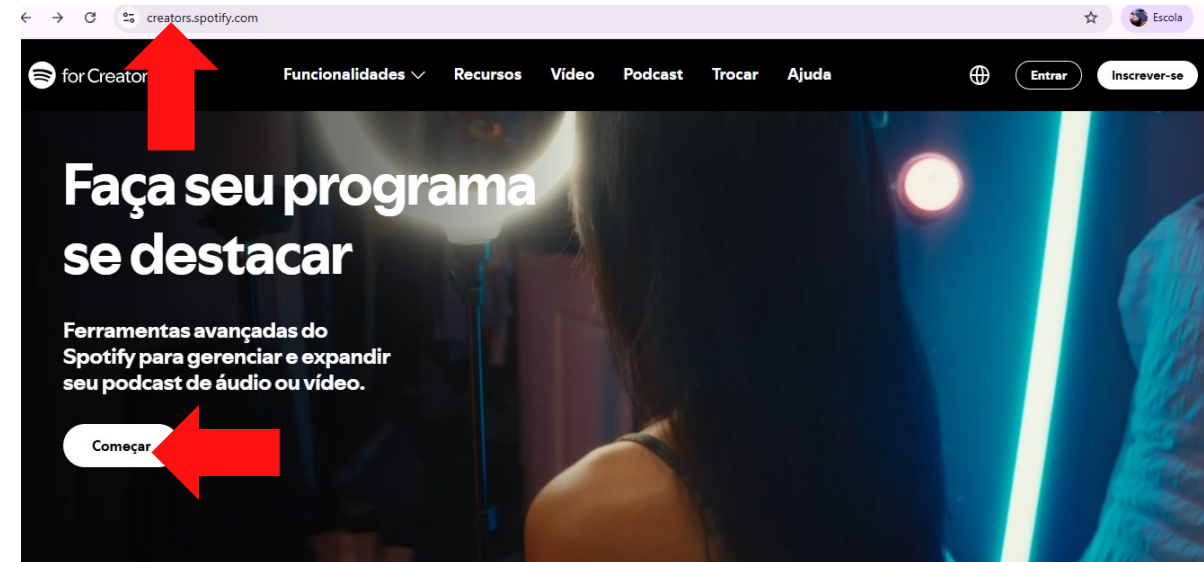 creators.spotify.com
Escola
for Creator
Funcionalidades
Recursos
Vídeo
Podcast
Trocar
Ajuda
Entrar
Inscrever-se
Faça seu programa
se destacar
Ferramentas avançadas do
Spotify para gerenciar e expandir
seu podcast de áudio ou vídeo.
Começar